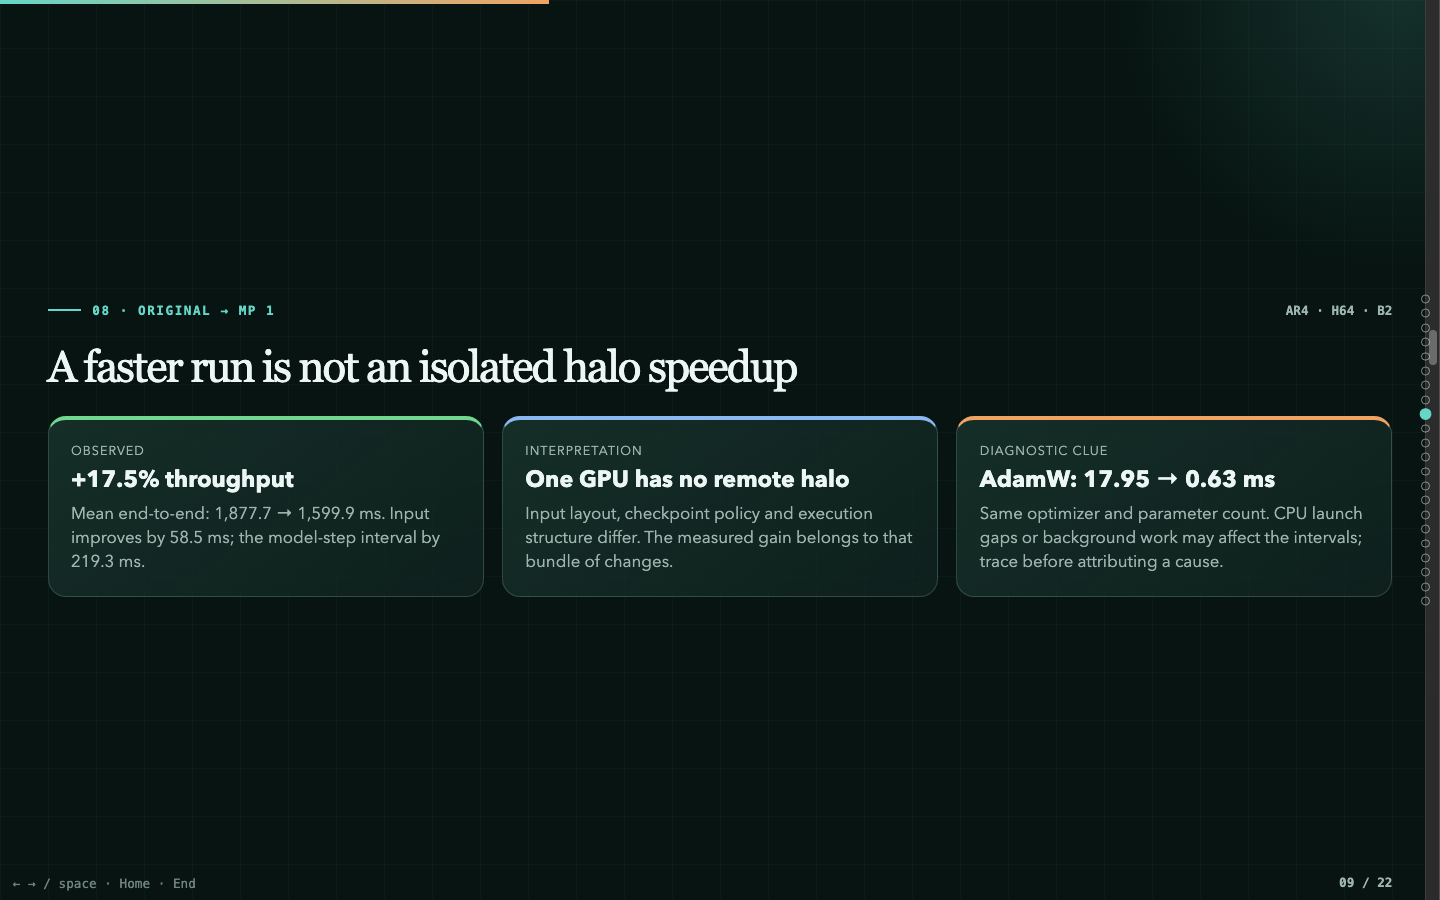 08 · ORIGINAL → MP 1
AR4 · H64 · B2
A faster run is not an isolated halo speedup
OBSERVED
+17.5% throughput
Mean end-to-end: 1,877.7 → 1,599.9 ms. Input
improves by 58.5 ms; the model-step interval by
219.3 ms.
INTERPRETATION
One GPU has no remote halo
Input layout, checkpoint policy and execution
structure differ. The measured gain belongs to that
bundle of changes.
DIAGNOSTIC CLUE
AdamW: 17.95 → 0.63 ms
Same optimizer and parameter count. CPU launch
gaps or background work may affect the intervals;
trace before attributing a cause.
← → / space · Home · End
09 / 22